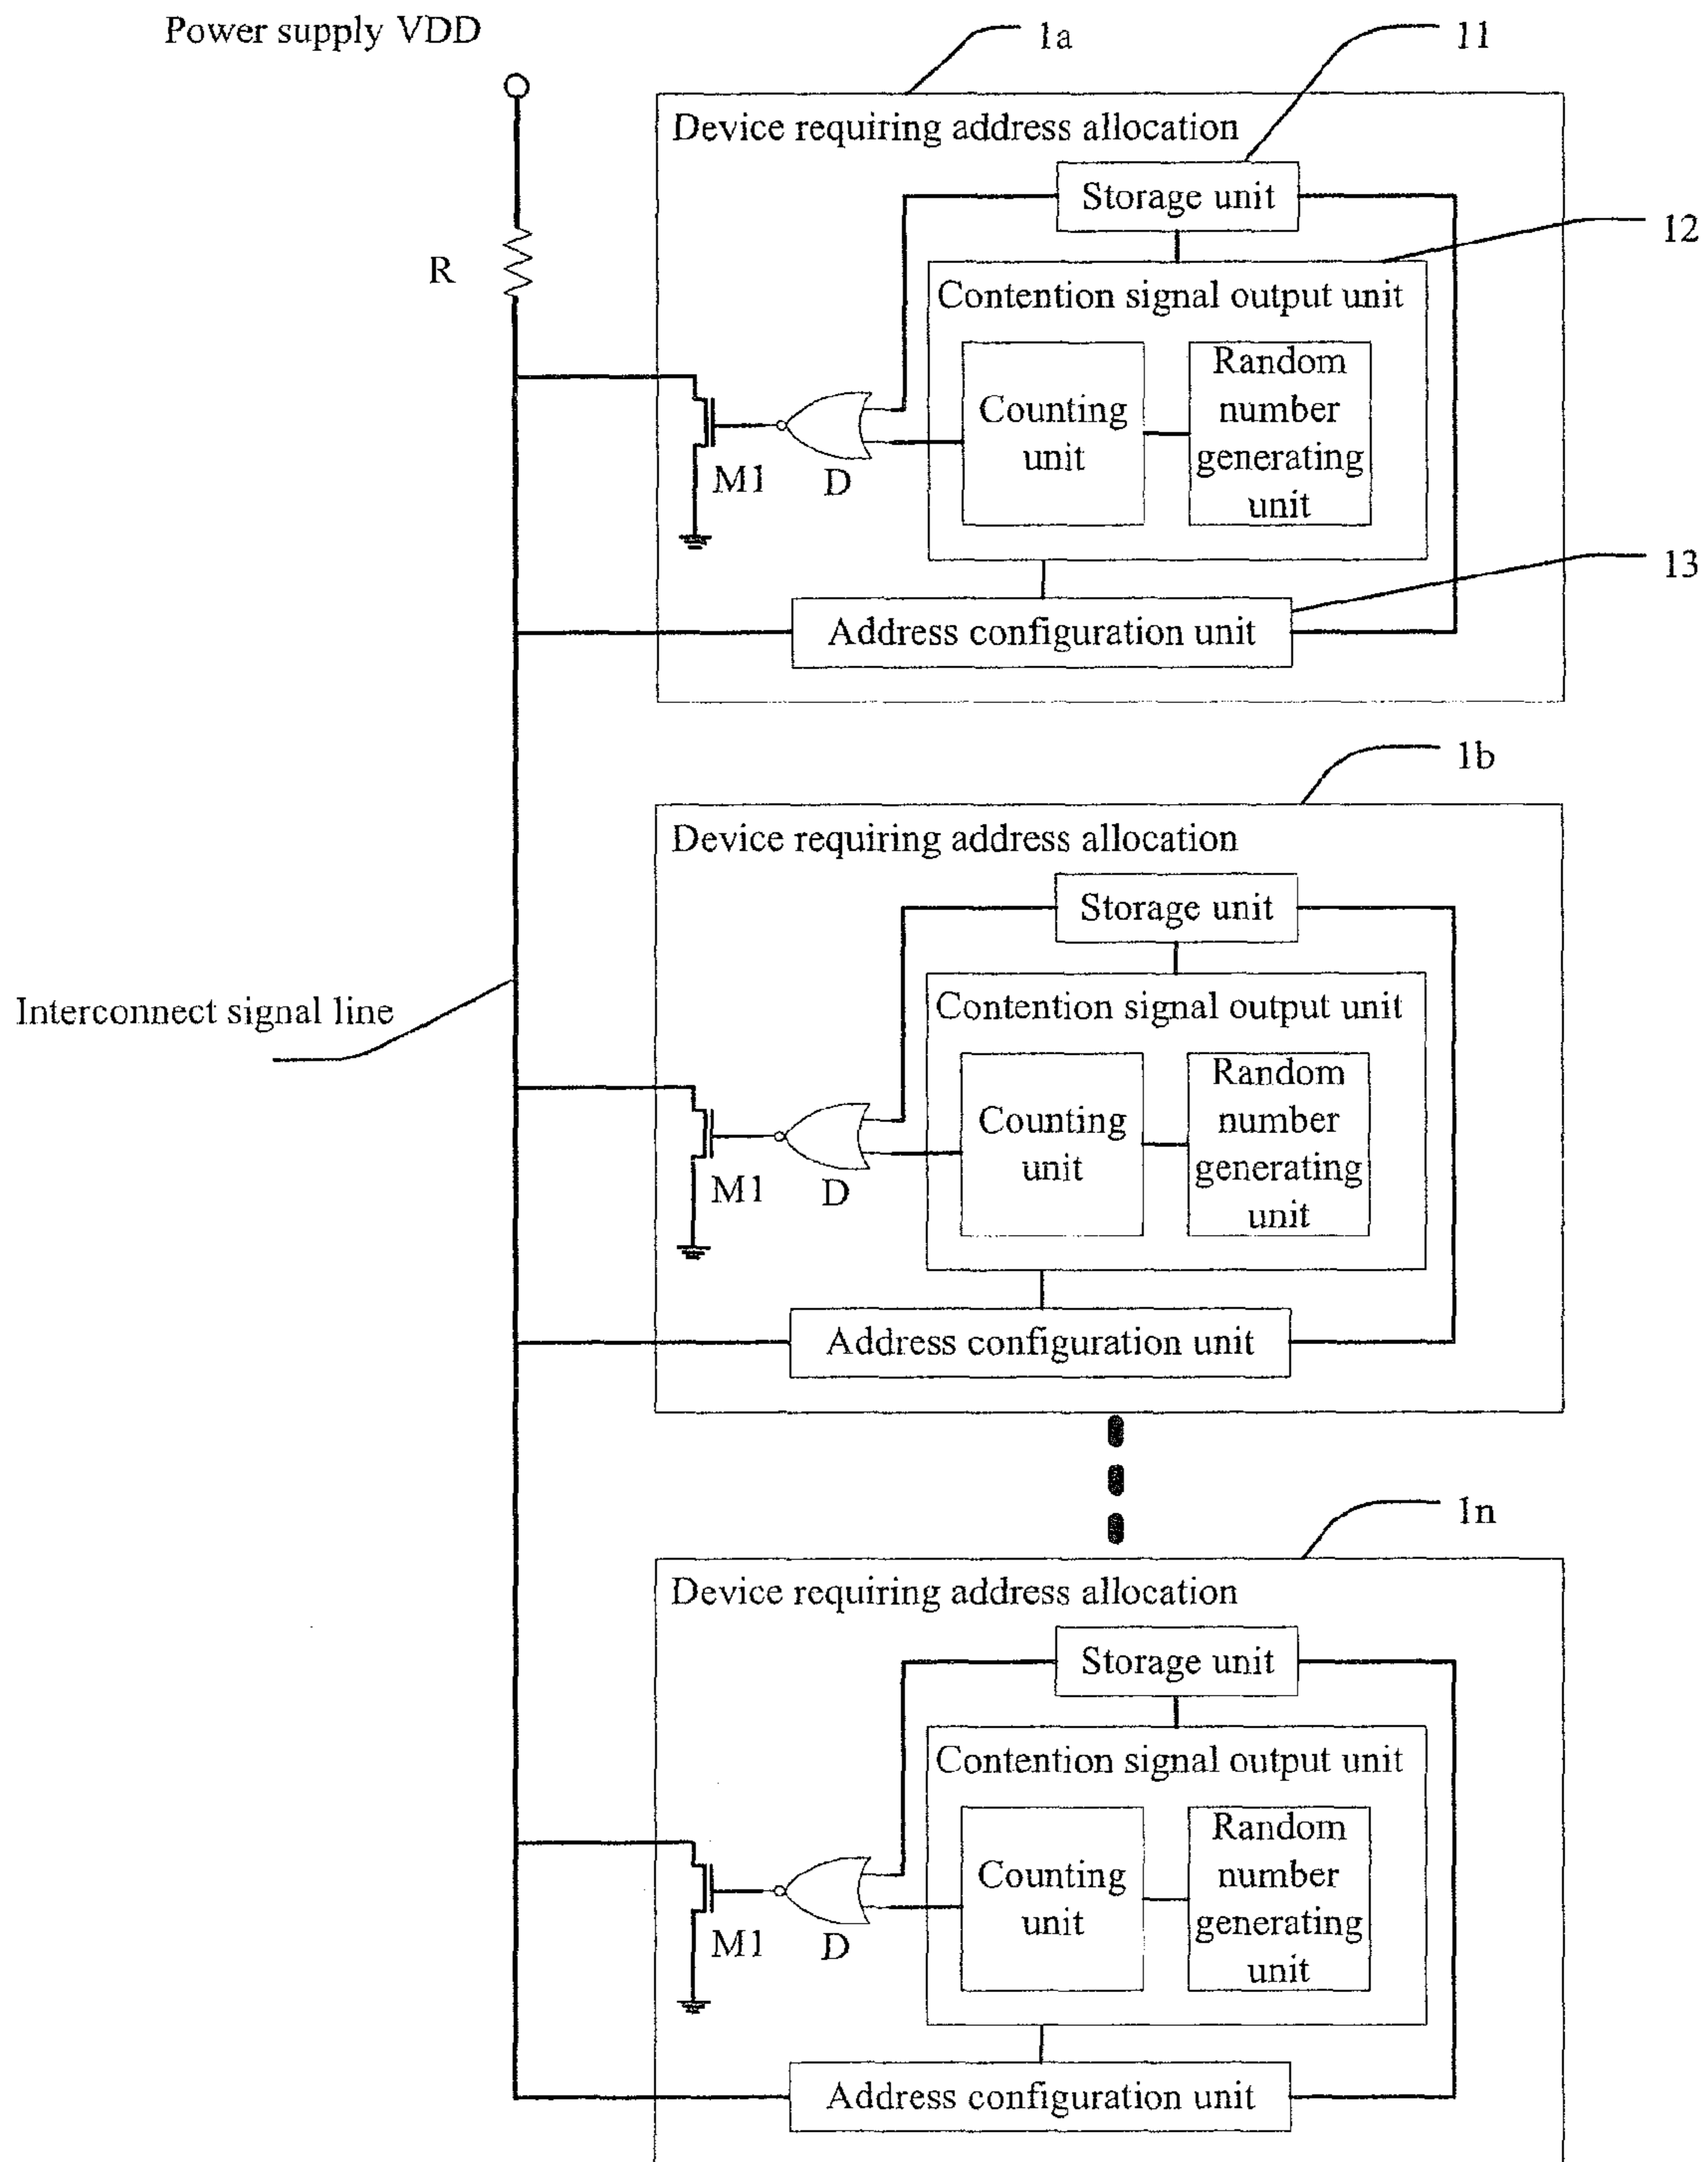 Power supply VDD
1a
11
Device requiring address allocation
Storage unit
12
R
Contention signal output unit
Counting
unit
Random
number
generating
unit
M1
D
13
Address configuration unit
1b
Device requiring address allocation
Storage unit
Interconnect signal line
Contention signal output unit
Counting
unit
Random
number
generating
unit
M1
D
Address configuration unit
1n
Device requiring address allocation
Storage unit
Contention signal output unit
Counting
unit
Random
number
generating
unit
M1
D
Address configuration unit